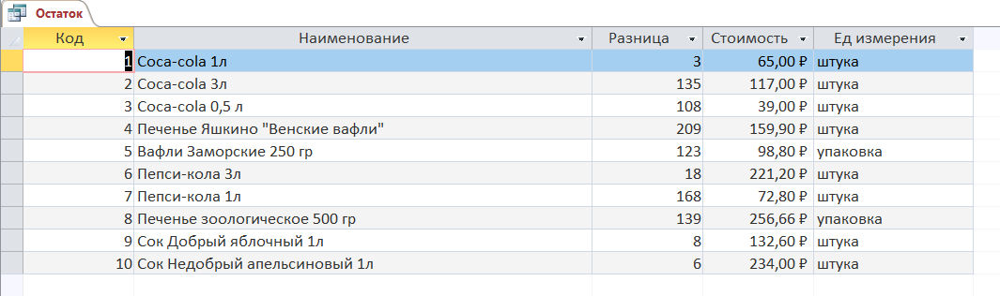 Остаток
Код Наименование Разница Стоимость Ед измерения
1 Coca-cola 1л 3 65,00 ₽ штука
2 Coca-cola 3л 135 117,00 ₽ штука
3 Coca-cola 0,5 л 108 39,00 ₽ штука
4 Печенье Яшкино "Венские вафли" 209 159,90 ₽ штука
5 Вафли Заморские 250 гр 123 98,80 ₽ упаковка
6 Пепси-кола 3л 18 221,20 ₽ штука
7 Пепси-кола 1л 168 72,80 ₽ штука
8 Печенье зоологическое 500 гр 139 256,66 ₽ упаковка
9 Сок Добрый яблочный 1л 8 132,60 ₽ штука
10 Сок Недобрый апельсиновый 1л 6 234,00 ₽ штука